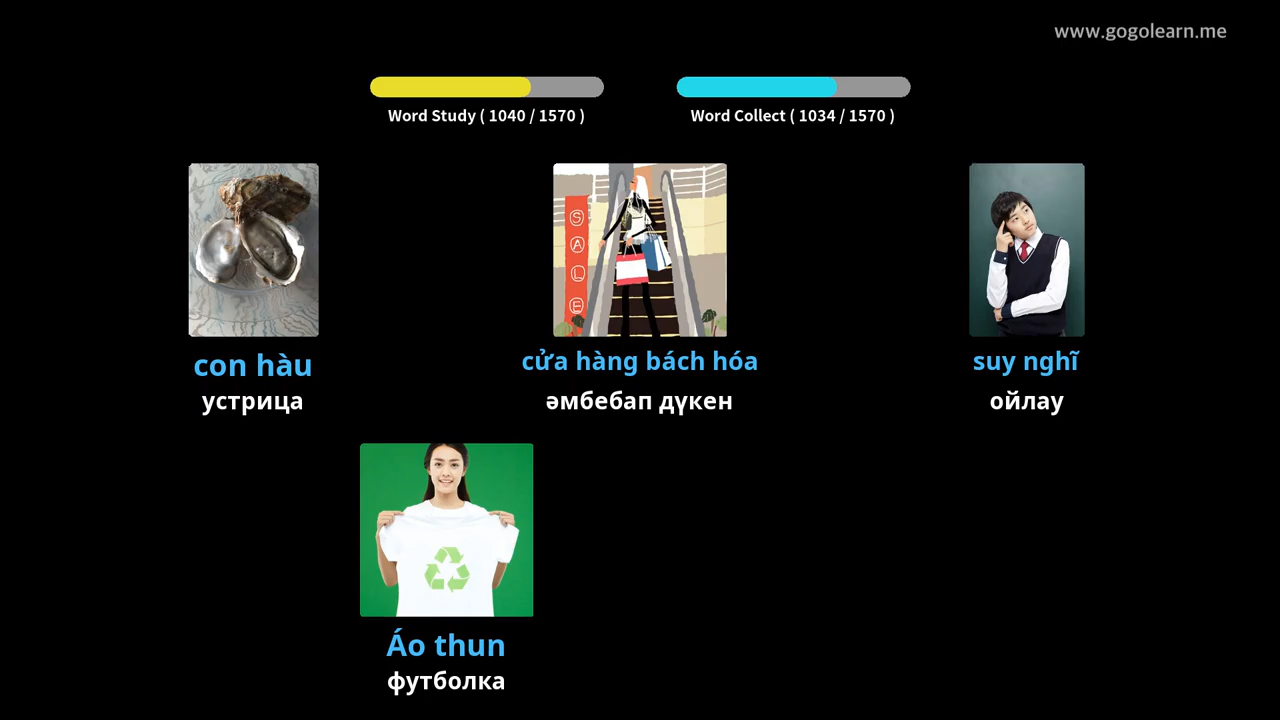 www.gogolearn.me
Word Study ( 1040 / 1570 )
Word Collect ( 1034 / 1570 )
S
A
L
E
con hàu
устрица
cửa hàng bách hóa
әмбебап дүкен
suy nghĩ
ойлау
Áo thun
футболка